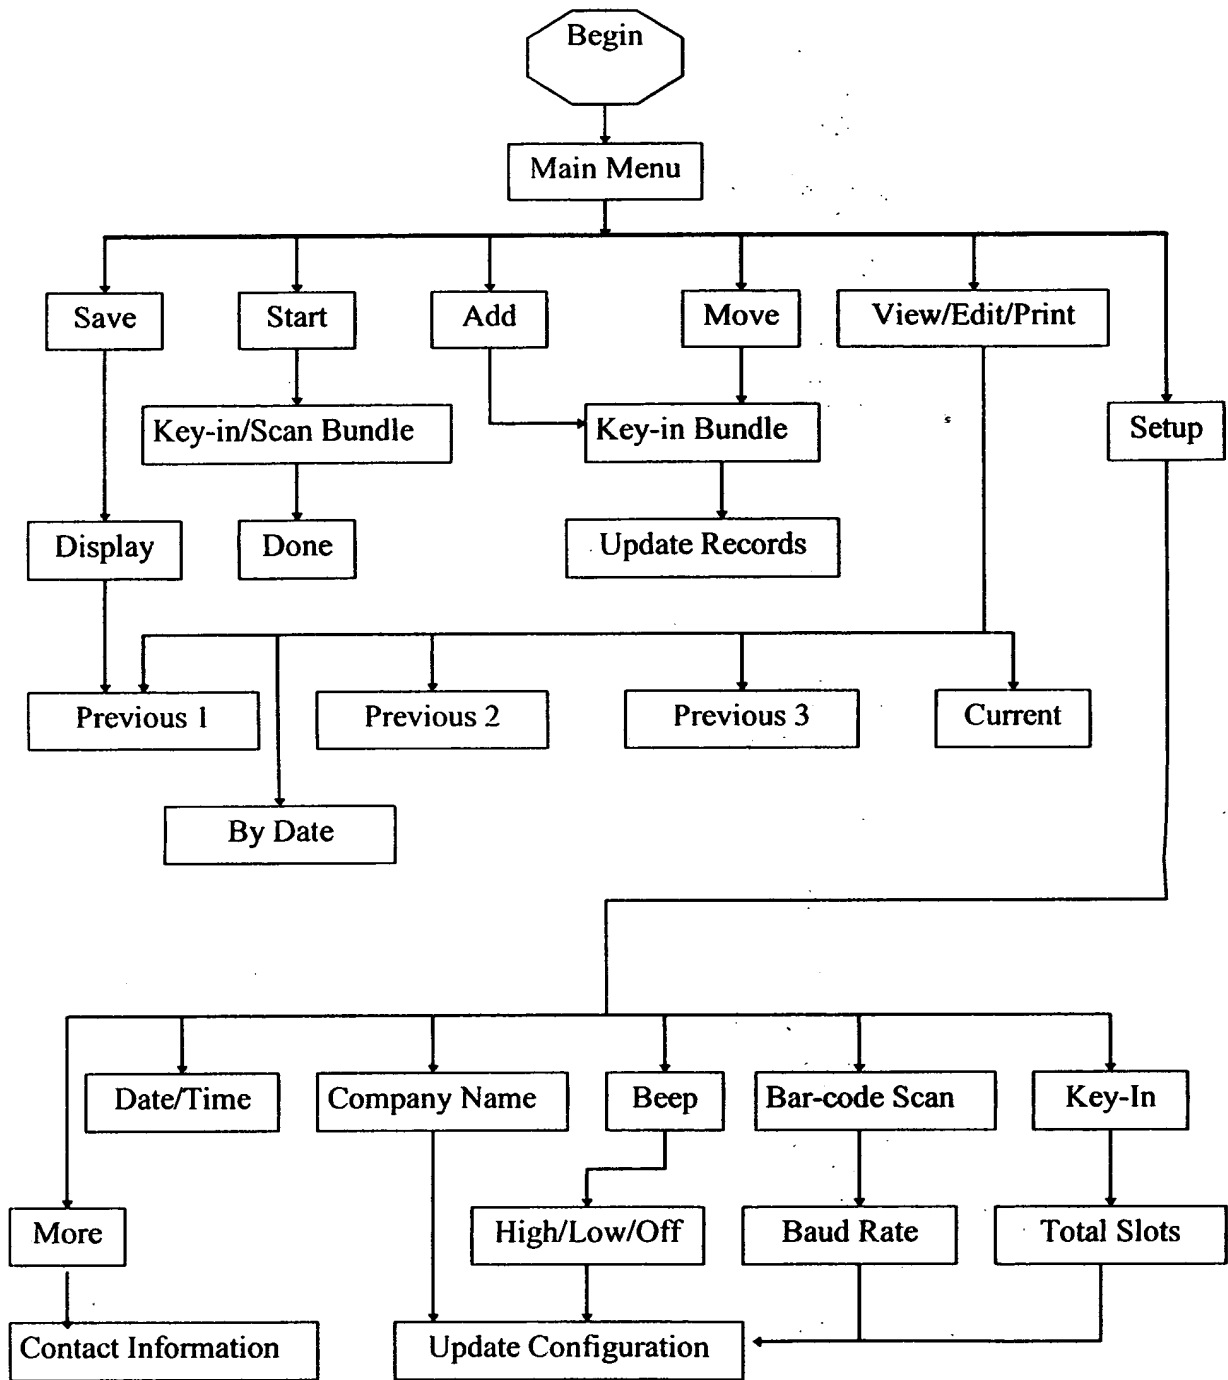 Begin
Main Menu
Save
Start
Add
Move
View/Edit/Print
Key-in/Scan Bundle
Key-in Bundle
Setup
Display
Done
Update Records
Previous 1
Previous 2
Previous 3
Current
By Date
Date/Time
Company Name
Beep
Bar-code Scan
Key-In
More
High/Low/Off
Baud Rate
Total Slots
Contact Information
Update Configuration